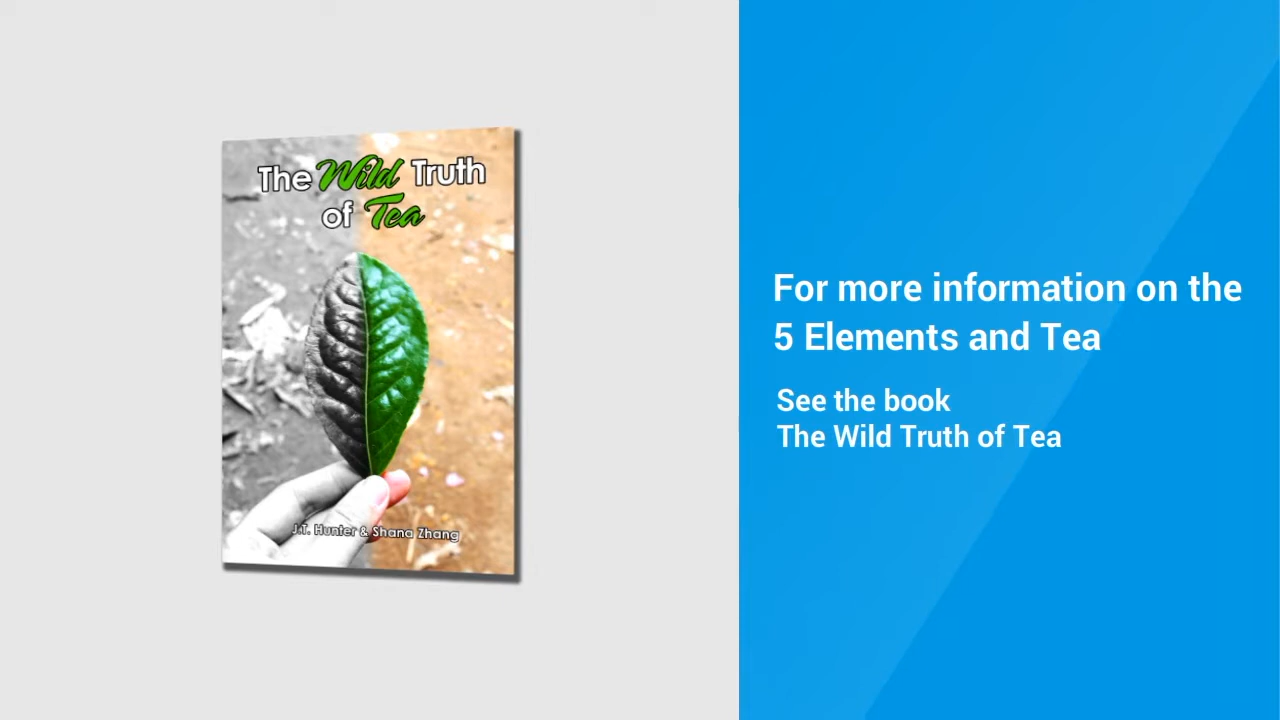 The Wild Truth
of Tea
J.T. Hunter & Shana Zhang
For more information on the
5 Elements and Tea
See the book
The Wild Truth of Tea